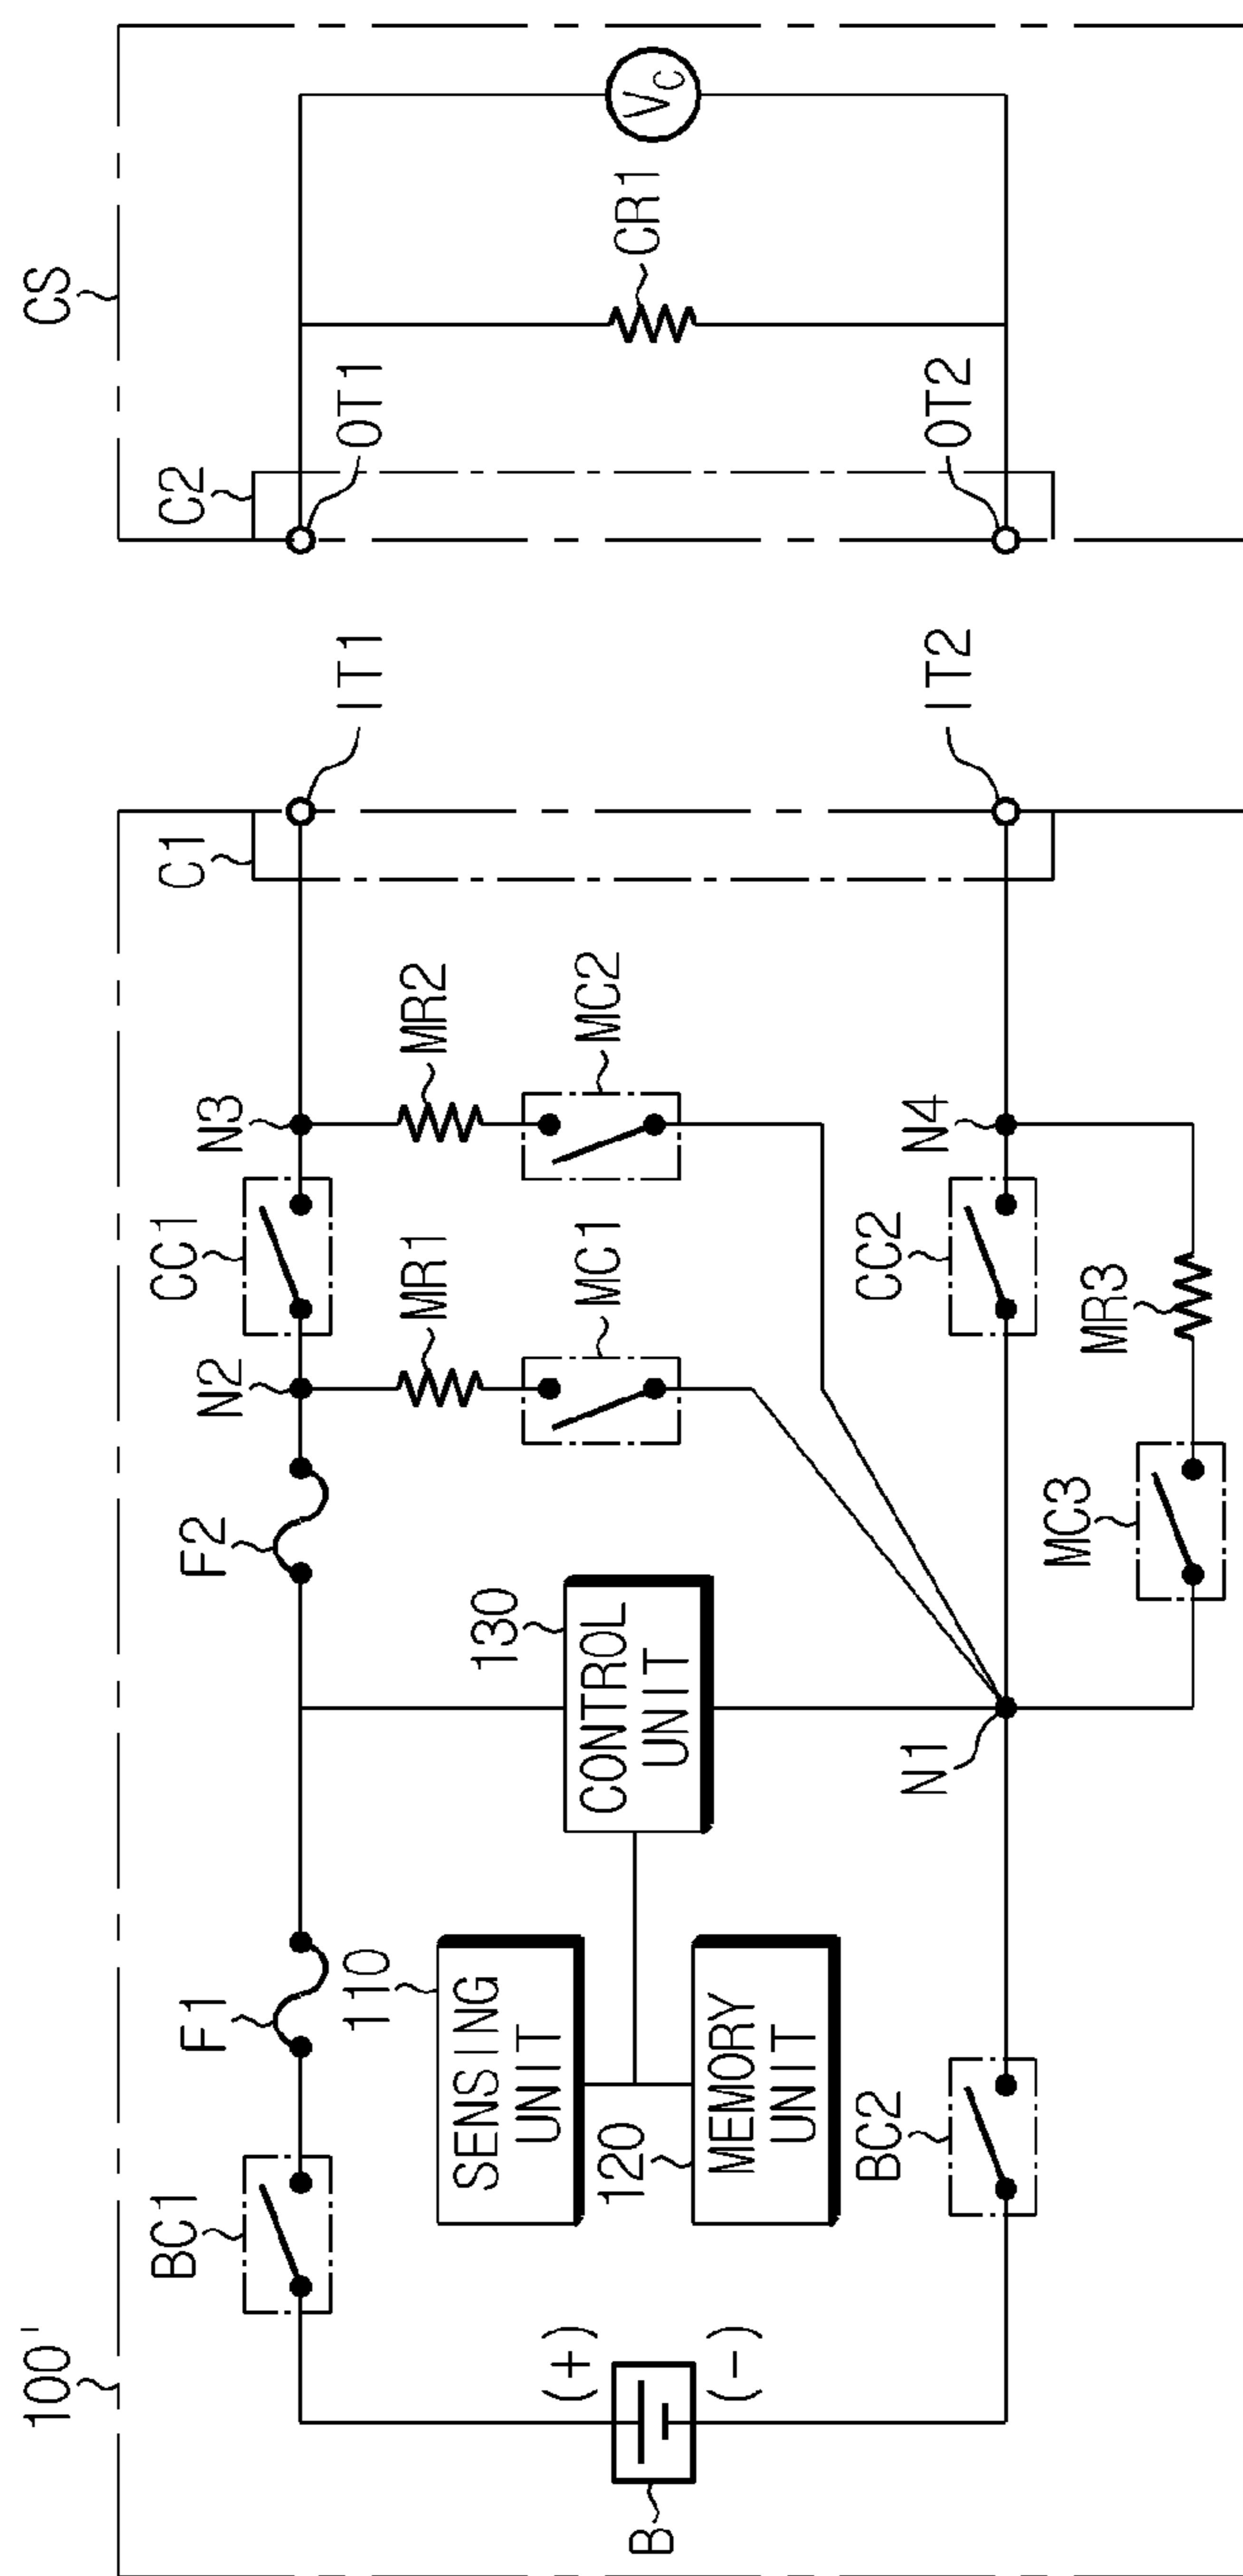 100'
CS
BC1
F1
F2
N2
CC1
N3
C1
C2
IT1
OT1
110
SENSING
UNIT
120
MEMORY
UNIT
130
CONTROL
UNIT
MR1
MR2
MC1
MC2
CR1
VC
(+)
(-)
B
BC2
N1
CC2
N4
IT2
OT2
MC3
MR3